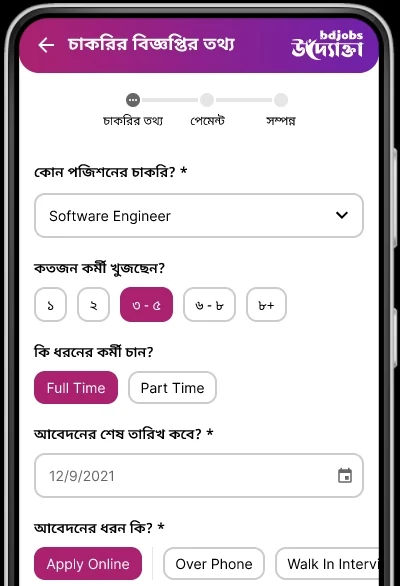 চাকরির বিজ্ঞপ্তির তথ্য
bdjobs
উদ্যোক্তা
চাকরির তথ্য পেমেন্ট সম্পন্ন
কোন পজিশনের চাকরি? *
Software Engineer
কতজন কর্মী খুজছেন?
১ ২ ৩ - ৫ ৬ - ৮ ৮+
কি ধরনের কর্মী চান?
Full Time Part Time
আবেদনের শেষ তারিখ কবে? *
12/9/2021
আবেদনের ধরন কি? *
Apply Online Over Phone Walk In Intervi